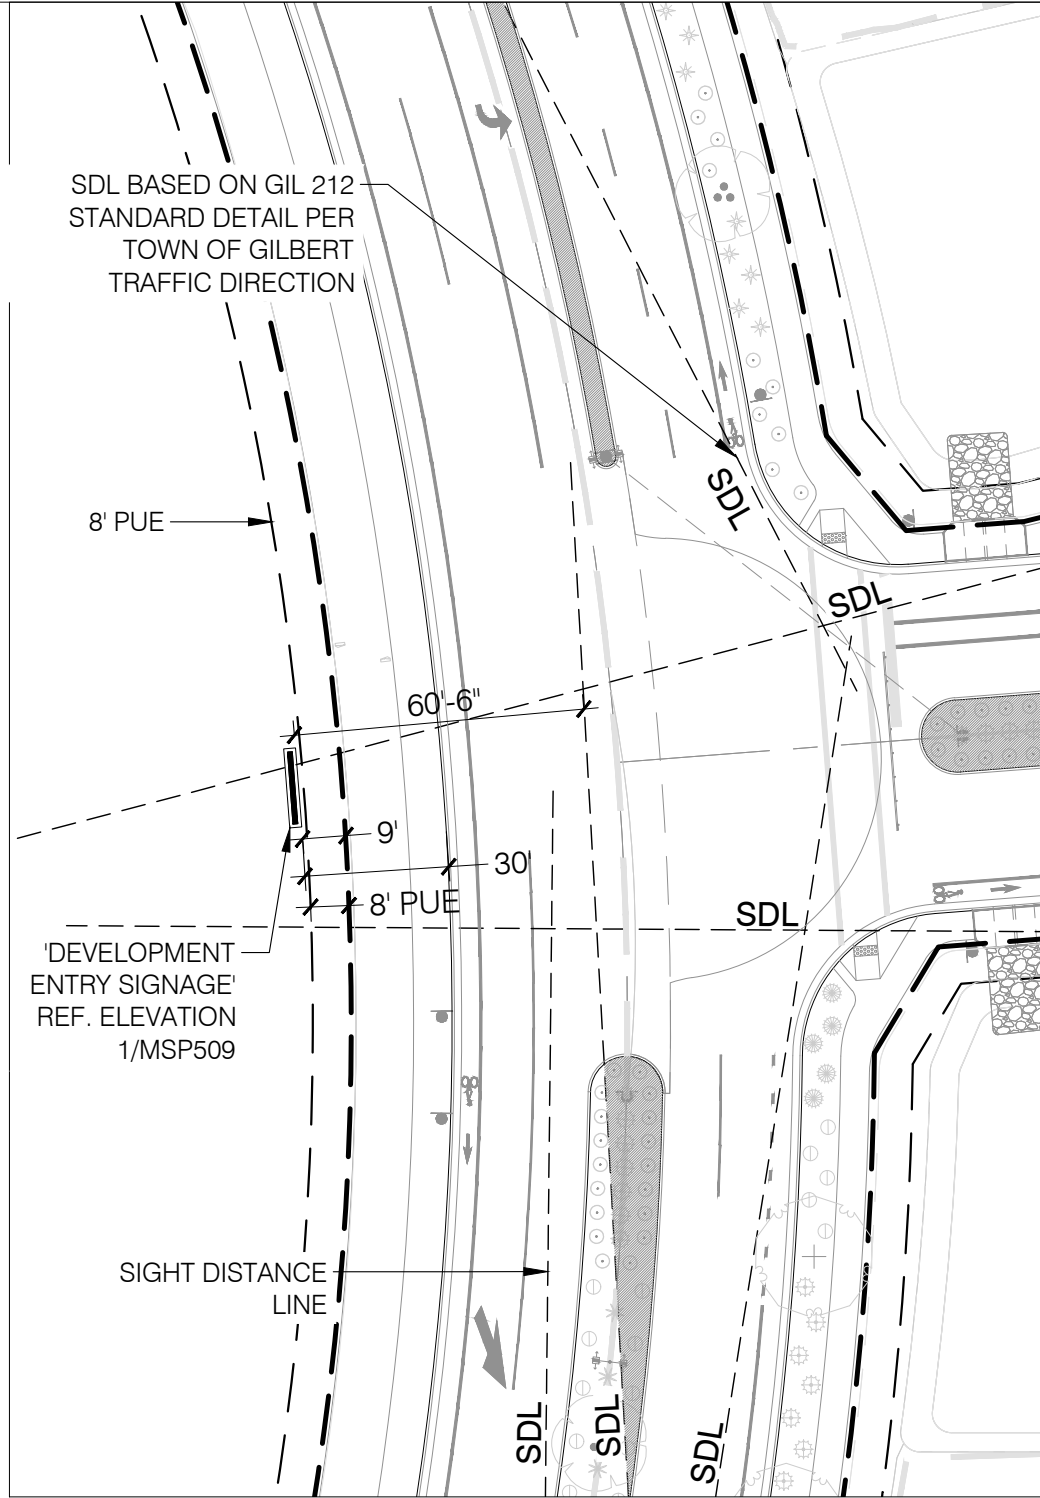 SDL BASED ON GIL 212
STANDARD DETAIL PER
TOWN OF GILBERT
TRAFFIC DIRECTION
SDL
8' PUE
SDL
60'-6"
9'
30'
8' PUE
SDL
'DEVELOPMENT
ENTRY SIGNAGE'
REF. ELEVATION
1/MSP509
SIGHT DISTANCE
LINE
SDL
SDL
SDL